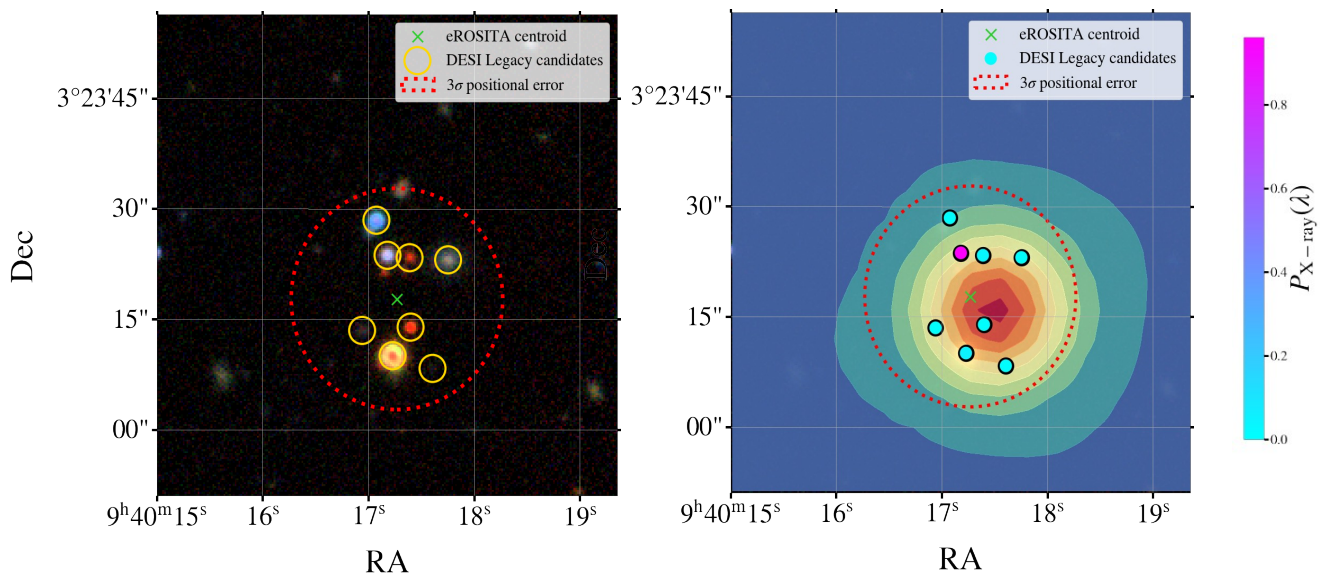 eROSITA centroid
DESI Legacy candidates
3σ positional error
3°23'45"
30"
15"
00"
Dec
9ʰ40ᵐ15ˢ
16ˢ
17ˢ
18ˢ
19ˢ
RA
eROSITA centroid
DESI Legacy candidates
3σ positional error
3°23'45"
30"
15"
00"
Dec
9ʰ40ᵐ15ˢ
16ˢ
17ˢ
18ˢ
19ˢ
RA
0.8
0.6
0.4
0.2
0.0
P_X−ray(λ)